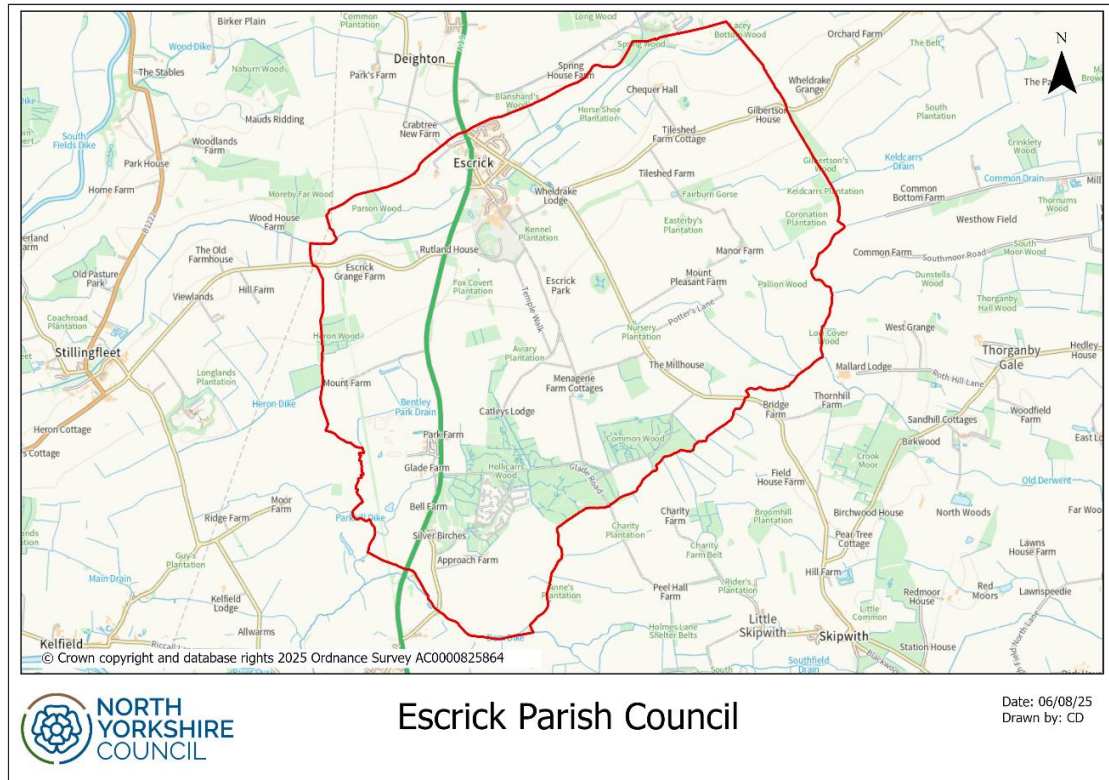 Birker Plain
Common
Plantation
Long Wood
Lacey
Bottom Wood
Orchard Farm
Wood Dike
Deighton
A19
Spring Wood
The Belt
The Stables
Naburn Wood
Park's Farm
Spring
House Farm
Wheldrake
Grange
N
Chequer Hall
Blanshard's
Wood
Horse Shoe
Plantation
Gilbertson
House
South
Plantation
South
Fields Dike
Mauds Ridding
Crabtree
New Farm
Tileshed
Farm Cottage
Woodlands
Farm
Crinkley
Wood
Park House
Escrick
Gilbertson's
Wood
Keldcarrs
Drain
Tileshed Farm
Common Drain
Mill
Home Farm
Moreby Far Wood
Wheldrake
Lodge
Fairburn Gorse
Keldcarrs Plantation
Common
Bottom Farm
Thornums
Wood
B1222
Parson Wood
Wood House
Farm
Coronation
Plantation
Westhow Field
Kennel
Plantation
Easterby's
Plantation
The Old
Farmhouse
Rutland House
Manor Farm
Common Farm
South
Moor Wood
Southmoor Road
Old Pasture
Park
Escrick
Grange Farm
Mount
Pleasant Farm
Dunstells
Wood
Viewlands
Hill Farm
Fox Covert
Plantation
Escrick
Park
Pallion Wood
Thorganby
Hall Wood
Coachroad
Plantation
Temple Walk
Potter's Lane
Nursery
Plantation
Low Cover
Wood
West Grange
Heron Wood
Stillingfleet
Aviary
Plantation
Thorganby
Gale
Hedley
House
The Millhouse
Mallard Lodge
Longlands
Plantation
Mount Farm
Menagerie
Farm Cottages
Roth-Hill-Lane
Heron Dike
Bentley
Park Drain
Thornhill
Farm
Bridge
Farm
Woodfield
Farm
Catleys Lodge
Sandhill Cottages
Heron Cottage
Park Farm
Common Wood
Birkwood
Glade Farm
Hollicarrs
Wood
Glade Road
Crook
Moor
Field
House Farm
Old Derwent
Moor
Farm
Bell Farm
Charity
Plantation
Charity
Farm
Broomhill
Plantation
Birchwood House
North Woods
Far Woo
Ridge Farm
Silver Birches
Pear Tree
Cottage
Guy's
Plantation
Approach Farm
Charity
Farm Belt
Lawns
House Farm
Hill Farm
Main Drain
Kelfield
Lodge
Anne's
Plantation
Peel Hall
Farm
Rider's
Plantation
Redmoor
House
Red
Moors
Lawnspeedie
Little
Common
Allwarms
Holmes Lane
Shelter Belts
Little
Skipwith
Skipwith
Station House
North Lane
Kelfield
Southfield
Drain
© Crown copyright and database rights 2025 Ordnance Survey AC0000825864
NORTH
YORKSHIRE
COUNCIL
Escrick Parish Council
Date: 06/08/25
Drawn by: CD